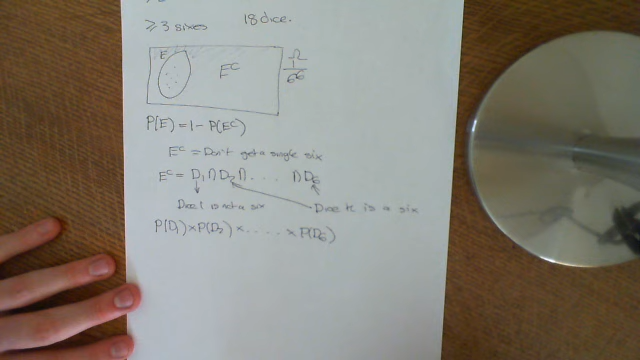 ≥ 3 sixes 18 dice.
E E^C Ω
6^6
P(E) = 1 - P(E^C)
E^C = Don't get a single six
E^C = D₁ ∩ D₂ ∩ . . . . ∩ D₆
Dice 1 is not a six Dice k is a six
P(D₁) × P(D₂) × . . . . . × P(D₆)